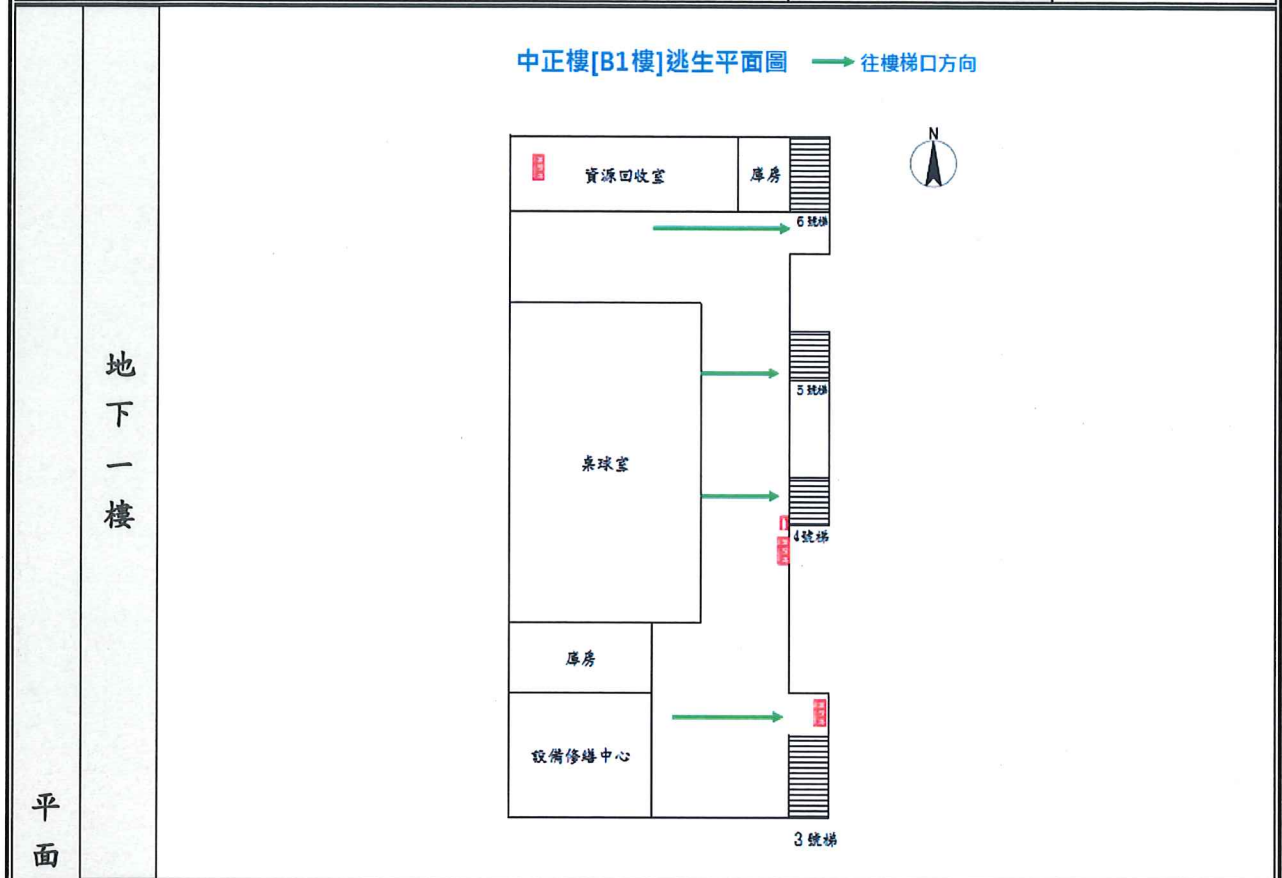 中正樓[B1樓]逃生平面圖
往樓梯口方向
N
資源回收室
庫房
6 號梯
5 號梯
桌球室
4號梯
庫房
設備修繕中心
3 號梯
地下一樓
平面